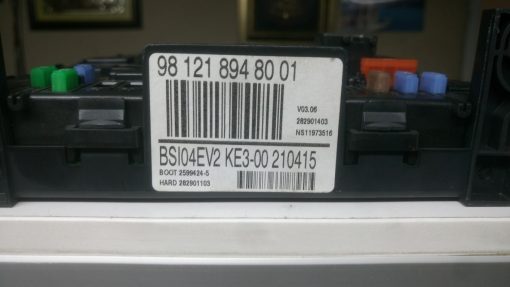 98 121 894 80 01
V03.06
282901403
NS11973516
BSI04EV2 KE3-00 210415
BOOT 2599424-5
HARD 282901103